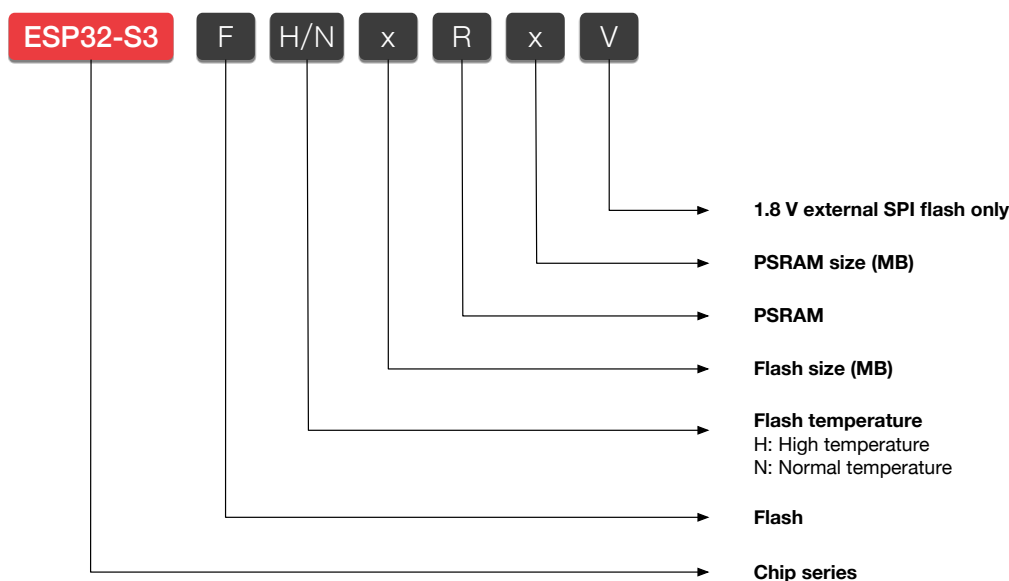 ESP32-S3 F H/N x R x V
1.8 V external SPI flash only
PSRAM size (MB)
PSRAM
Flash size (MB)
Flash temperature
H: High temperature
N: Normal temperature
Flash
Chip series